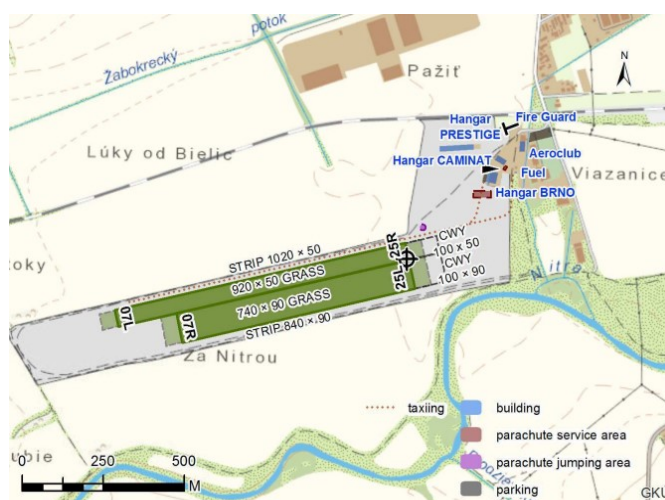 Žabokrecký
potok
Pažiť
N
Hangar
PRESTIGE
Fire Guard
Aeroclub
Hangar CAMINAT
Fuel
Hangar BRNO
Lúky od Bielic
Viazanice
STRIP 1020 × 50
CWY
100 x 50
CWY
100 × 90
25R
25L
920 × 50 GRASS
740 × 90 GRASS
07L
07R
STRIP 840 × 90
Nitra
Za Nitrou
oky
ubie
taxiing
building
parachute service area
parachute jumping area
parking
0 250 500
M
GKU